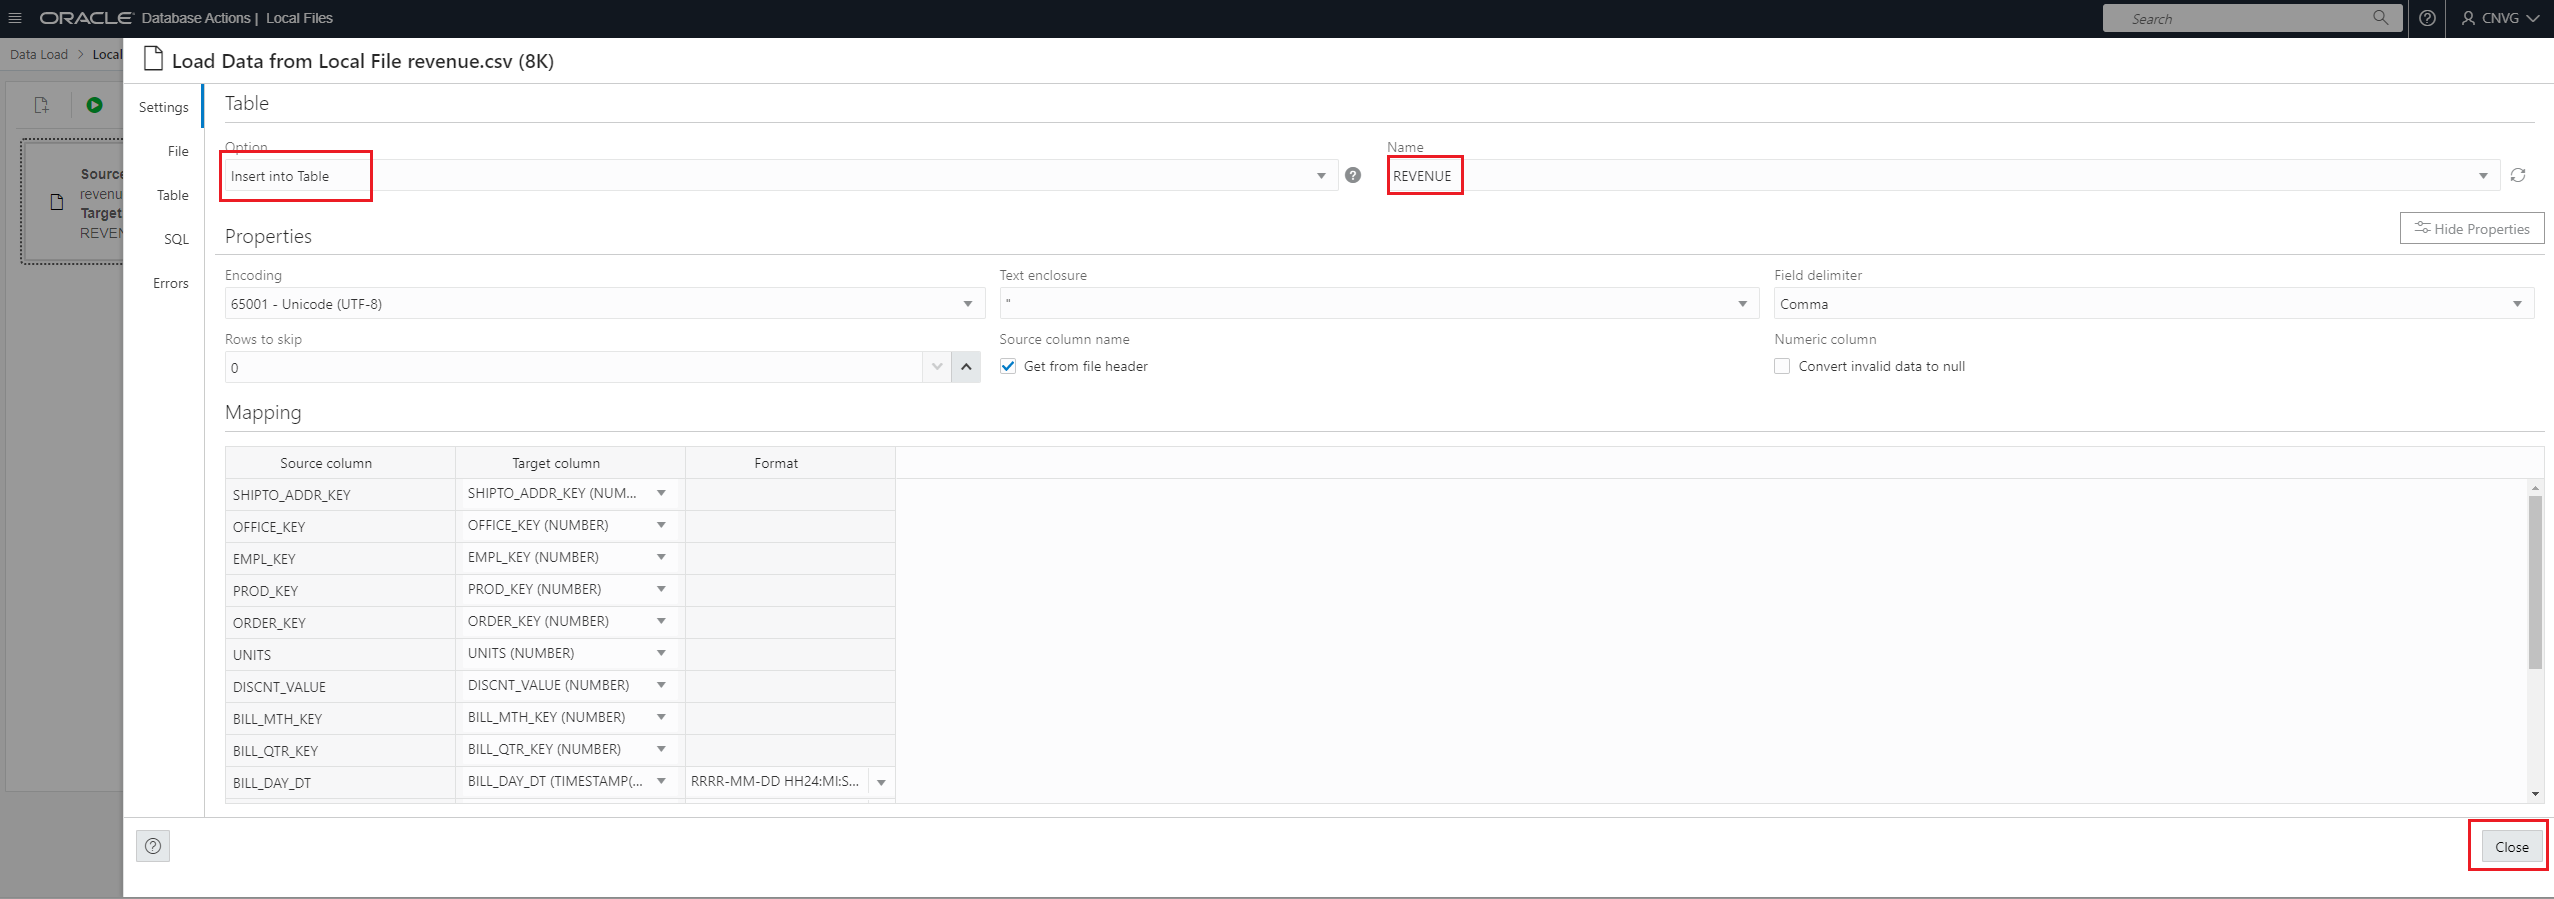 ORACLE Database Actions | Local Files
Search
CNVG
Data Load > Local
Load Data from Local File revenue.csv (8K)
Settings
File
Table
SQL
Errors
Source
revenu
Target
REVEN
Table
Option
Name
Insert into Table
REVENUE
Properties
Hide Properties
Encoding
Text enclosure
Field delimiter
65001 - Unicode (UTF-8)
"
Comma
Rows to skip
Source column name
Numeric column
0
Get from file header
Convert invalid data to null
Mapping
Source column Target column Format
SHIPTO_ADDR_KEY SHIPTO_ADDR_KEY (NUM...
OFFICE_KEY OFFICE_KEY (NUMBER)
EMPL_KEY EMPL_KEY (NUMBER)
PROD_KEY PROD_KEY (NUMBER)
ORDER_KEY ORDER_KEY (NUMBER)
UNITS UNITS (NUMBER)
DISCNT_VALUE DISCNT_VALUE (NUMBER)
BILL_MTH_KEY BILL_MTH_KEY (NUMBER)
BILL_QTR_KEY BILL_QTR_KEY (NUMBER)
BILL_DAY_DT BILL_DAY_DT (TIMESTAMP(... RRRR-MM-DD HH24:MI:S...
Close